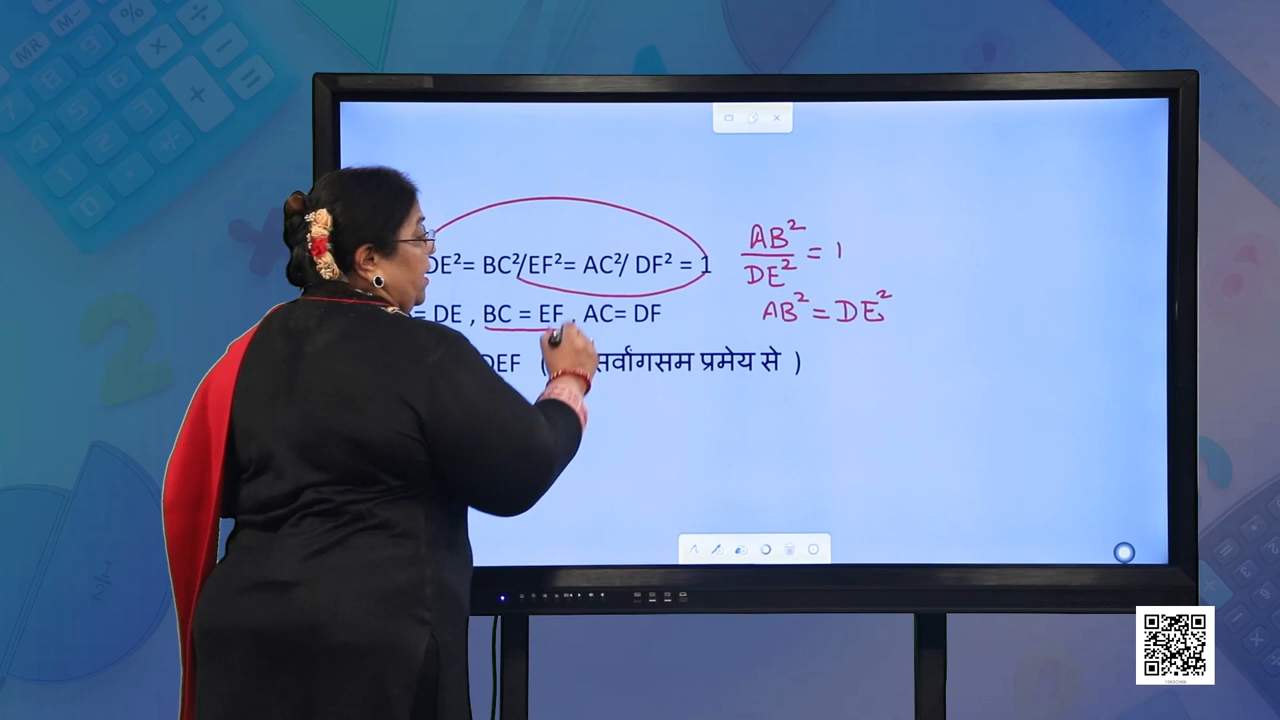 DE²= BC²/EF²= AC²/ DF² = 1
= DE , BC = EF , AC= DF
DEF ( सर्वांगसम प्रमेय से )
AB²
DE² = 1
AB² = DE²